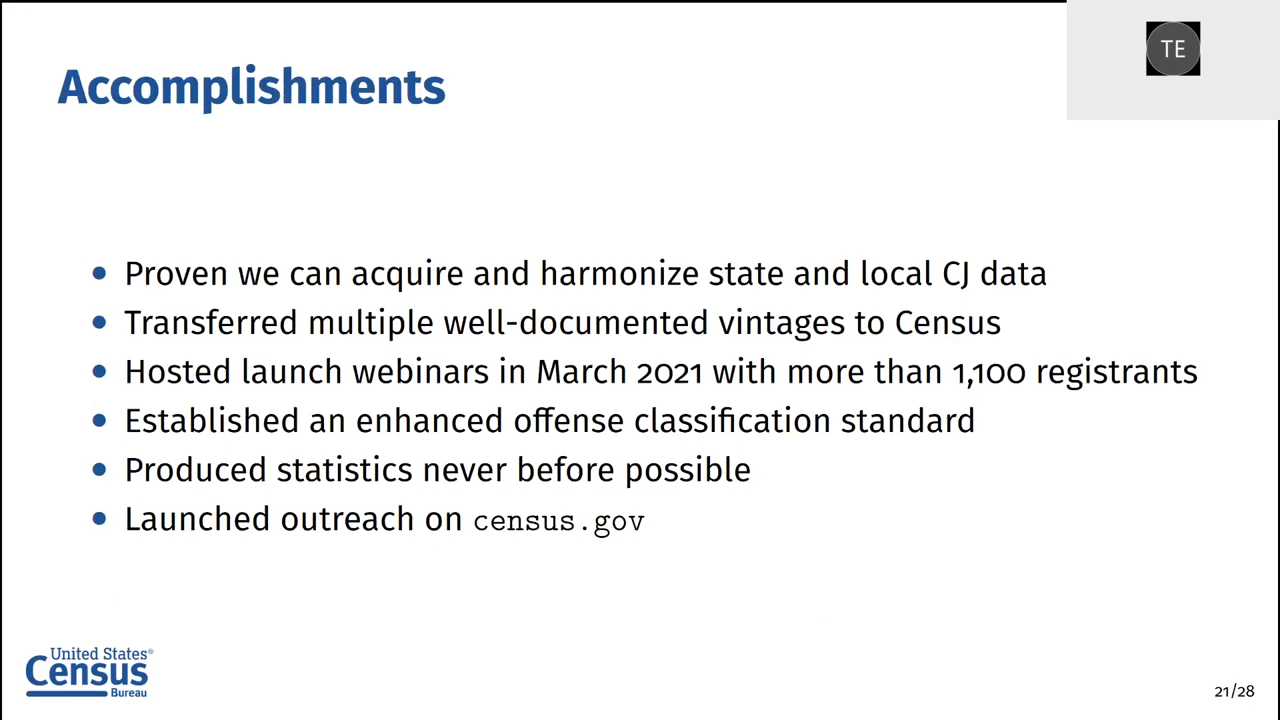 TE
Accomplishments
• Proven we can acquire and harmonize state and local CJ data
• Transferred multiple well-documented vintages to Census
• Hosted launch webinars in March 2021 with more than 1,100 registrants
• Established an enhanced offense classification standard
• Produced statistics never before possible
• Launched outreach on census.gov
United States®
Census
Bureau
21/28